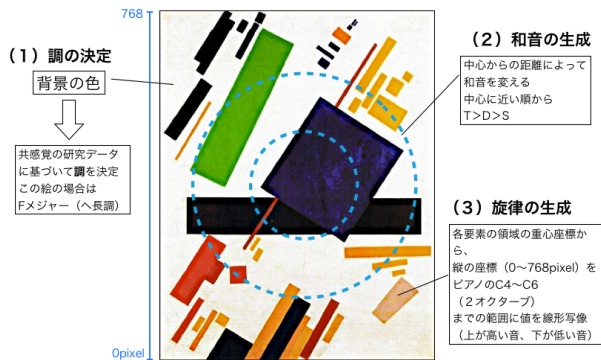 768
(1)調の決定
背景の色
共感覚の研究データ
に基づいて調を決定
この絵の場合は
Fメジャー(ヘ長調)
(2)和音の生成
中心からの距離によって
和音を変える
中心に近い順から
T>D>S
(3)旋律の生成
各要素の領域の重心座標か
ら、
縦の座標(0〜768pixel)を
ピアノのC4〜C6
(2オクターブ)
までの範囲に値を線形写像
(上が高い音、下が低い音)
0pixel